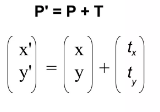 P' = P + T
x' = x + tx
y' y ty